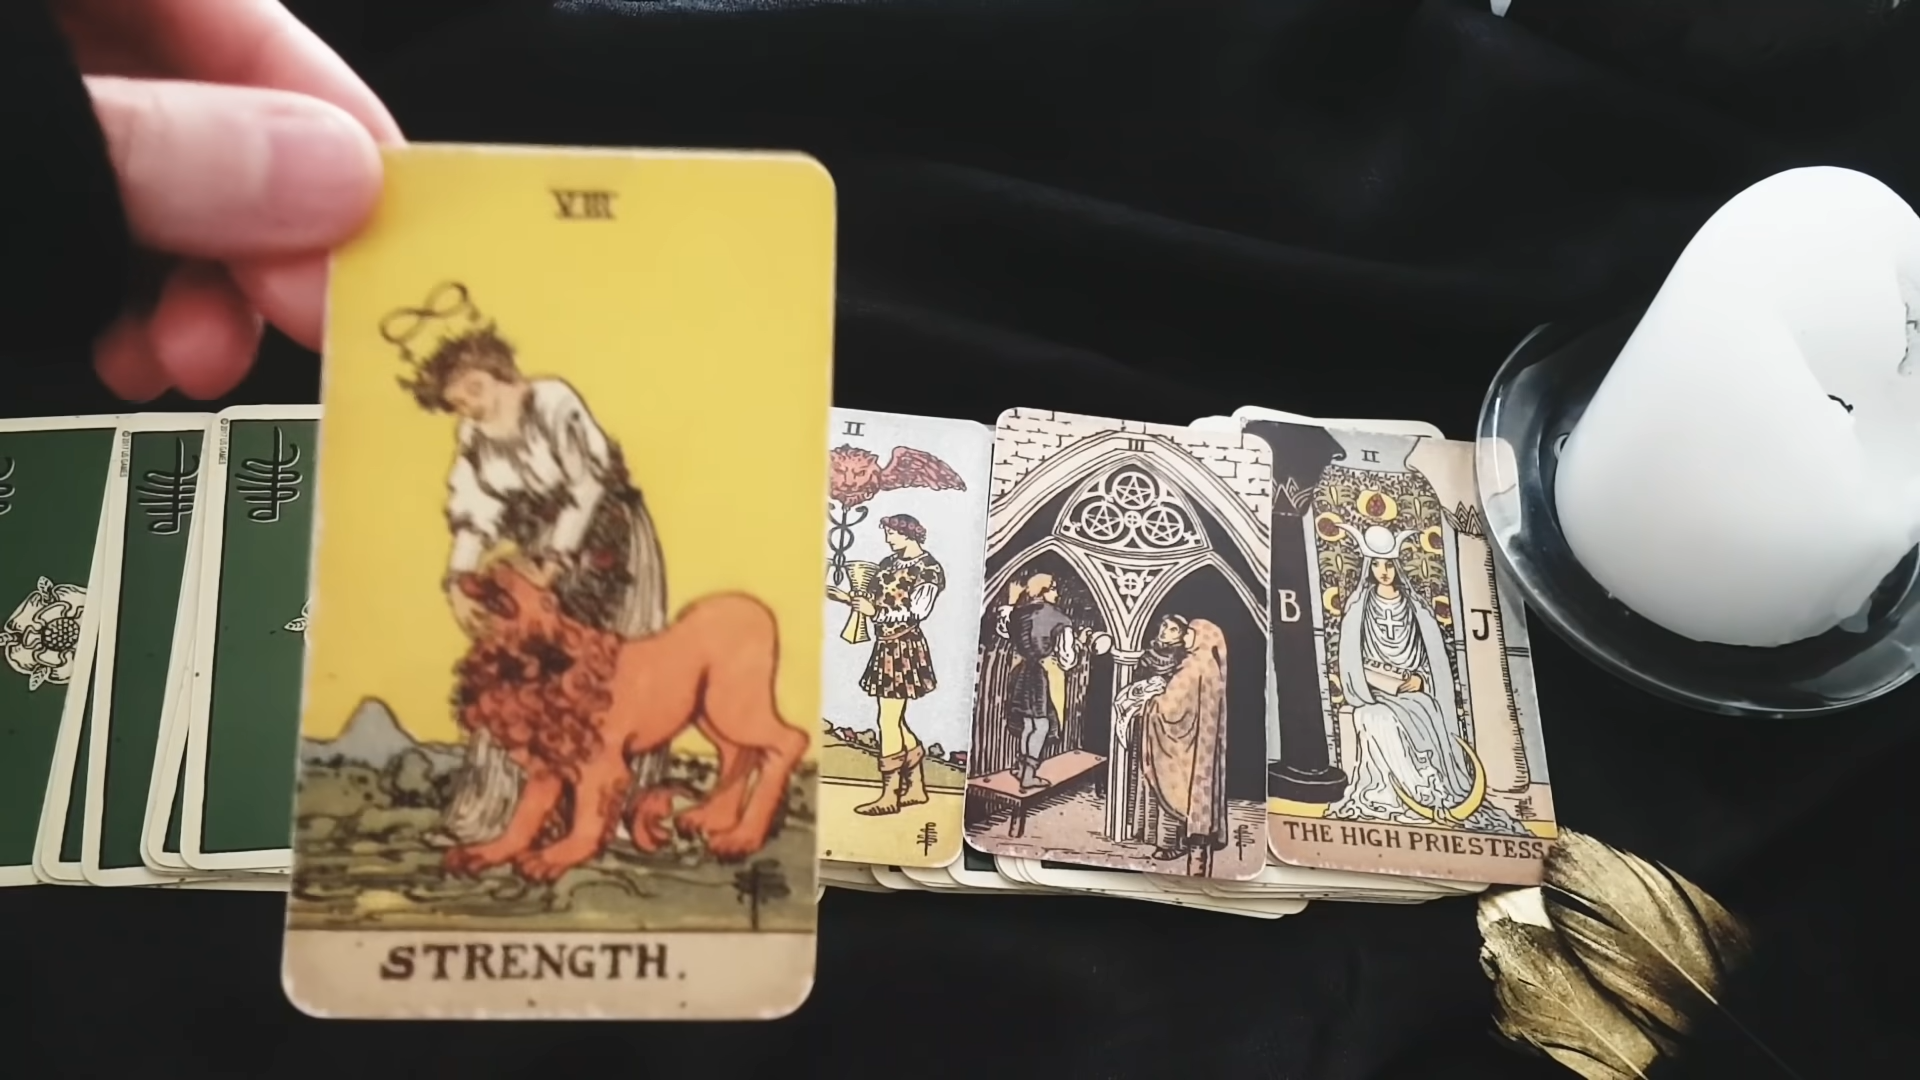 VIII
STRENGTH.
II
III
II
B
J
THE HIGH PRIESTESS